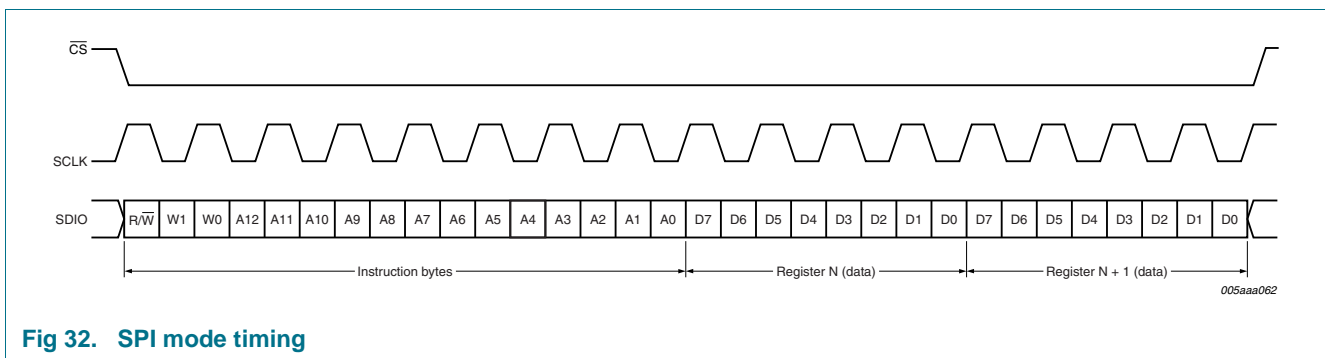 CS
SCLK
SDIO R/W W1 W0 A12 A11 A10 A9 A8 A7 A6 A5 A4 A3 A2 A1 A0 D7 D6 D5 D4 D3 D2 D1 D0 D7 D6 D5 D4 D3 D2 D1 D0
Instruction bytes Register N (data) Register N + 1 (data)
005aaa062
Fig 32. SPI mode timing